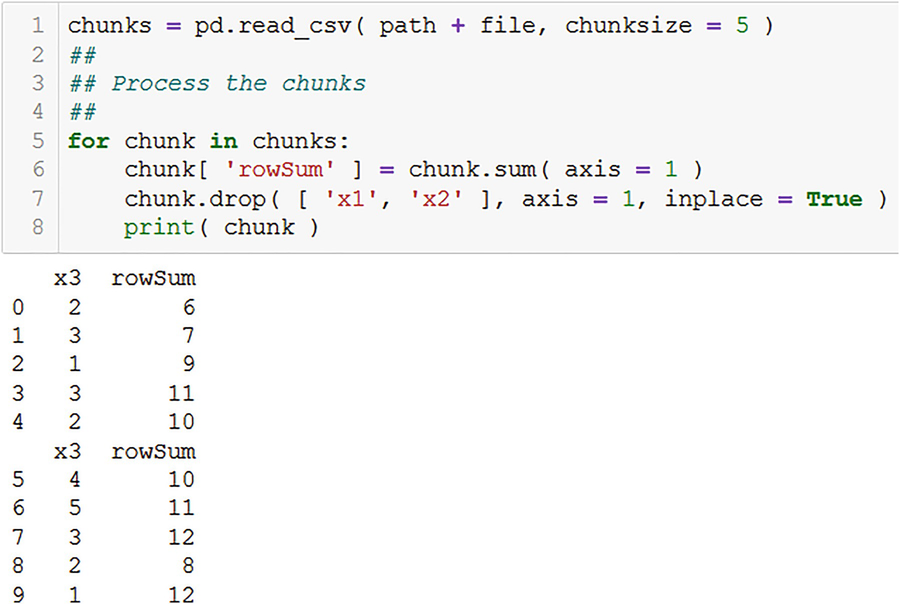 1 chunks = pd.read_csv( path + file, chunksize = 5 )
2 ##
3 ## Process the chunks
4 ##
5 for chunk in chunks:
6     chunk[ 'rowSum' ] = chunk.sum( axis = 1 )
7     chunk.drop( [ 'x1', 'x2' ], axis = 1, inplace = True )
8     print( chunk )
   x3  rowSum
0   2       6
1   3       7
2   1       9
3   3      11
4   2      10
   x3  rowSum
5   4      10
6   5      11
7   3      12
8   2       8
9   1      12